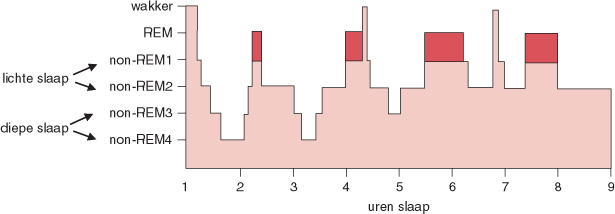 wakker
REM
non-REM1
lichte slaap
non-REM2
non-REM3
diepe slaap
non-REM4
1 2 3 4 5 6 7 8 9
uren slaap